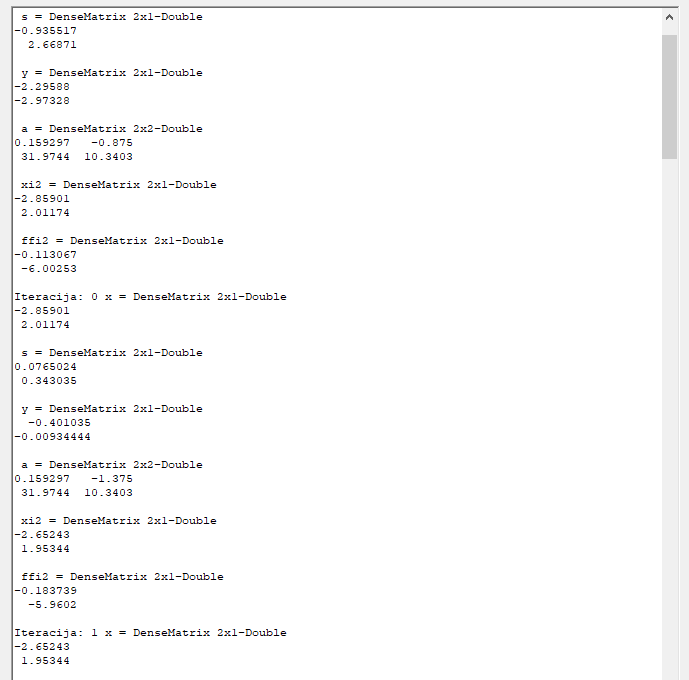 s = DenseMatrix 2x1-Double
-0.935517
2.66871
y = DenseMatrix 2x1-Double
-2.29588
-2.97328
a = DenseMatrix 2x2-Double
0.159297 -0.875
31.9744 10.3403
xi2 = DenseMatrix 2x1-Double
-2.85901
2.01174
ffi2 = DenseMatrix 2x1-Double
-0.113067
-6.00253
Iteracija: 0 x = DenseMatrix 2x1-Double
-2.85901
2.01174
s = DenseMatrix 2x1-Double
0.0765024
0.343035
y = DenseMatrix 2x1-Double
-0.401035
-0.00934444
a = DenseMatrix 2x2-Double
0.159297 -1.375
31.9744 10.3403
xi2 = DenseMatrix 2x1-Double
-2.65243
1.95344
ffi2 = DenseMatrix 2x1-Double
-0.183739
-5.9602
Iteracija: 1 x = DenseMatrix 2x1-Double
-2.65243
1.95344